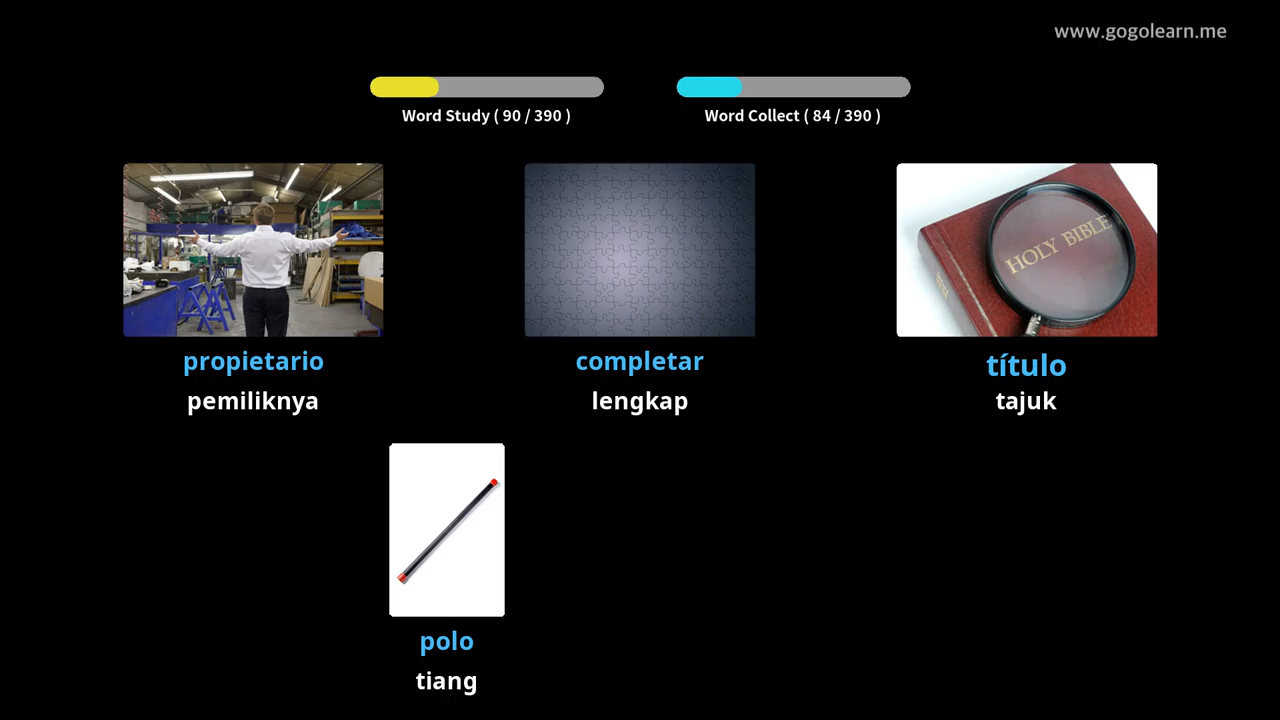 www.gogolearn.me
Word Study ( 90 / 390 )
Word Collect ( 84 / 390 )
HOLY BIBLE
propietario
pemiliknya
completar
lengkap
título
tajuk
polo
tiang